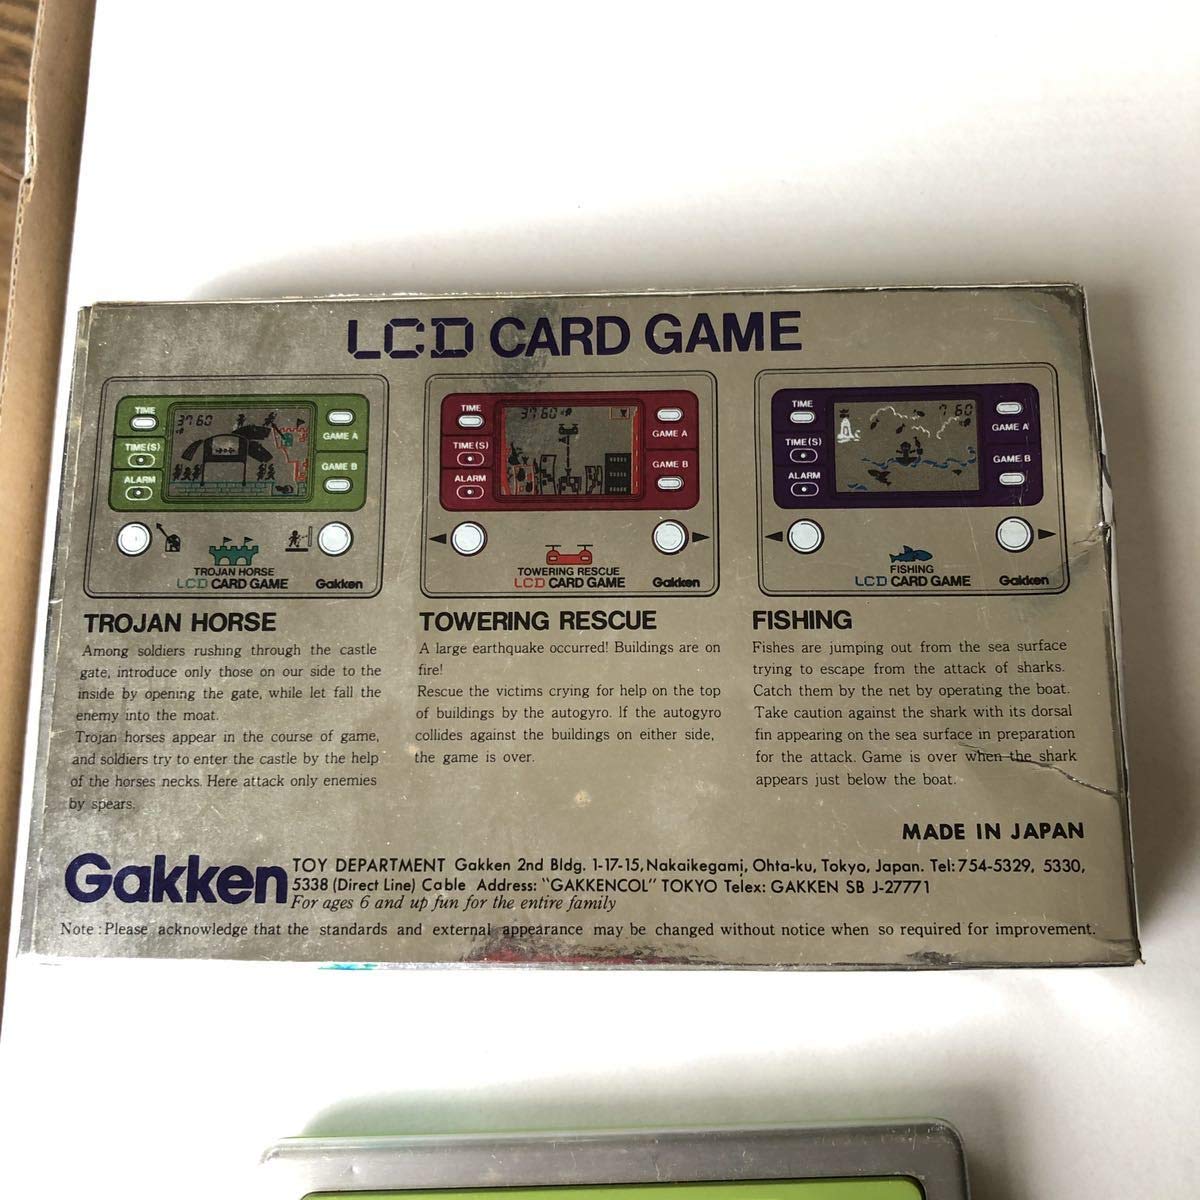 LCD CARD GAME
TIME
37 60
TIME(S)
ALARM
GAME A
GAME B
TROJAN HORSE
LCD CARD GAME
Gakken
TIME
37 60
TIME(S)
ALARM
GAME A
GAME B
TOWERING RESCUE
LCD CARD GAME
Gakken
TIME
7 60
TIME(S)
ALARM
GAME A
GAME B
FISHING
LCD CARD GAME
Gakken
TROJAN HORSE
Among soldiers rushing through the castle
gate, introduce only those on our side to the
inside by opening the gate, while let fall the
enemy into the moat.
Trojan horses appear in the course of game,
and soldiers try to enter the castle by the help
of the horses necks. Here attack only enemies
by spears.
TOWERING RESCUE
A large earthquake occurred! Buildings are on
fire!
Rescue the victims crying for help on the top
of buildings by the autogyro. If the autogyro
collides against the buildings on either side,
the game is over.
FISHING
Fishes are jumping out from the sea surface
trying to escape from the attack of sharks.
Catch them by the net by operating the boat.
Take caution against the shark with its dorsal
fin appearing on the sea surface in preparation
for the attack. Game is over when the shark
appears just below the boat.
MADE IN JAPAN
Gakken
TOY DEPARTMENT Gakken 2nd Bldg. 1-17-15, Nakaikegami, Ohta-ku, Tokyo, Japan. Tel: 754-5329, 5330,
5338 (Direct Line) Cable Address: "GAKKENCOL" TOKYO Telex: GAKKEN SB J-27771
For ages 6 and up fun for the entire family
Note : Please acknowledge that the standards and external appearance may be changed without notice when so required for improvement.